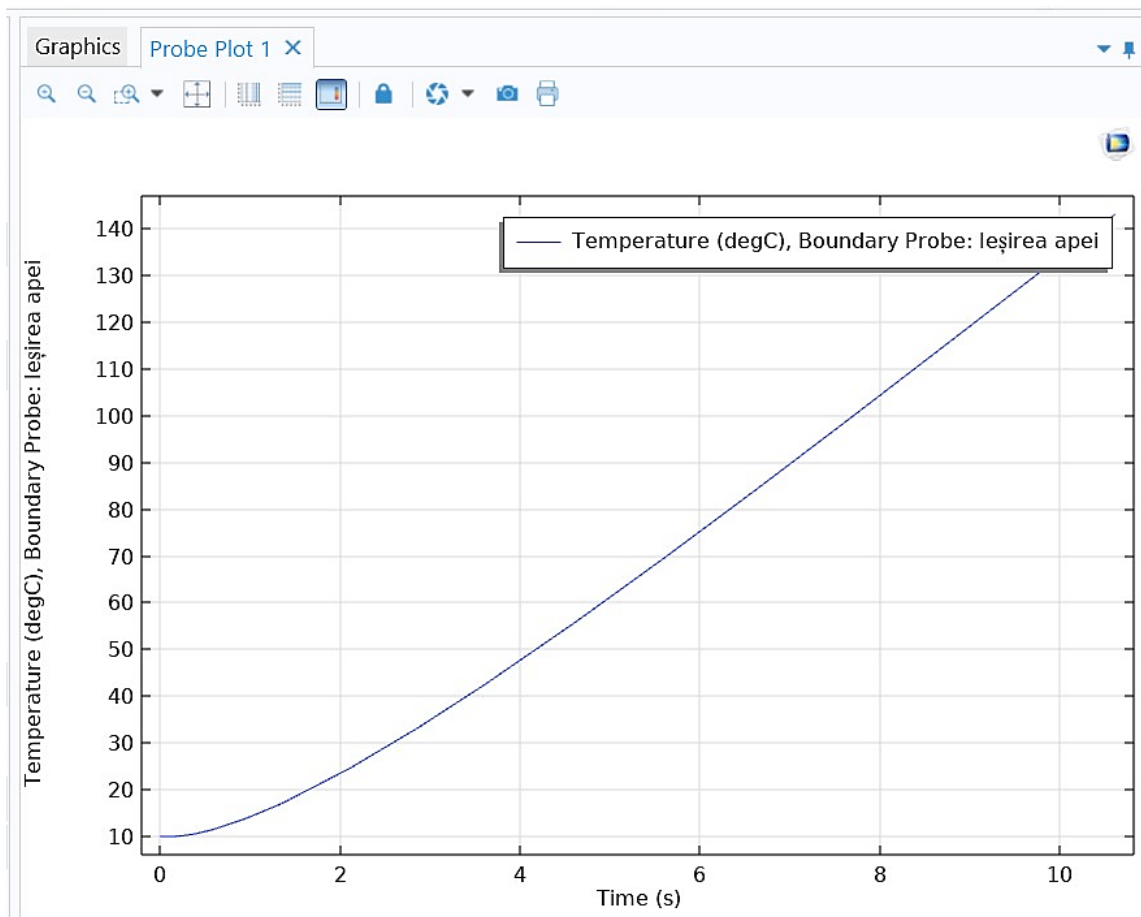 Graphics
Probe Plot 1
Temperature (degC), Boundary Probe: Ieșirea apei
140
130
120
110
100
90
80
70
60
50
40
30
20
10
Temperature (degC), Boundary Probe: Ieșirea apei
0 2 4 6 8 10
Time (s)